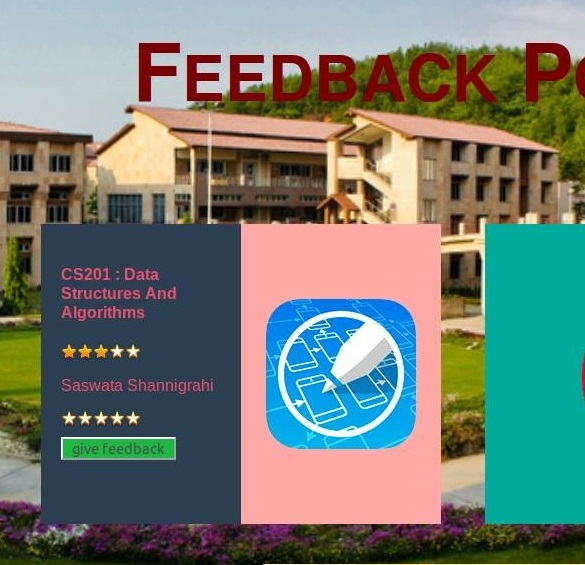 FEEDBACK
CS201 : Data
Structures And
Algorithms
Saswata Shannigrahi
give feedback